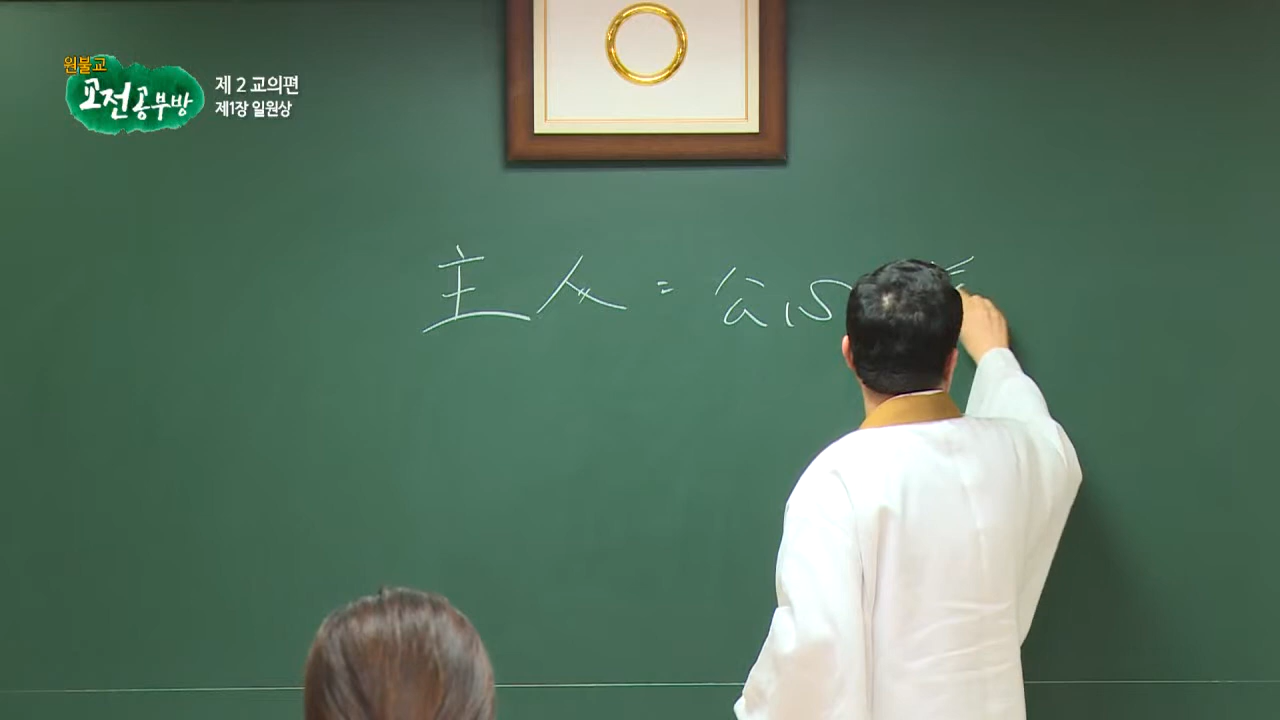 원불교
교전공부방
제 2 교의편
제1장 일원상
主人 = 公心